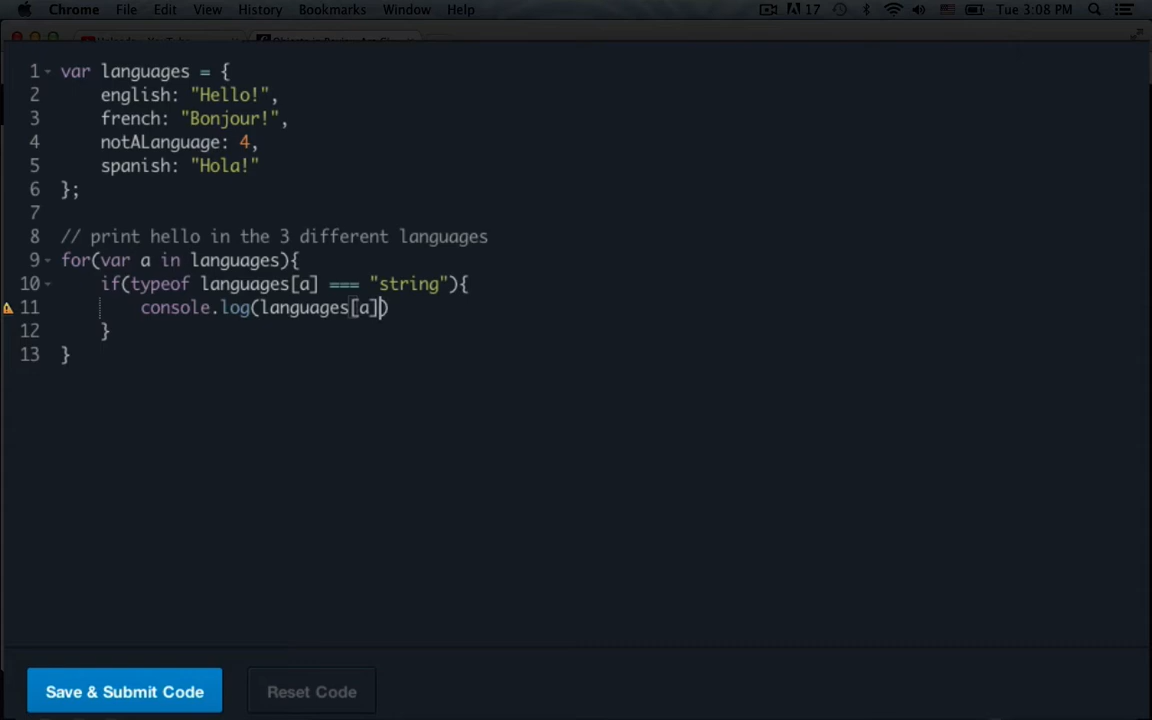 Chrome File Edit View History Bookmarks Window Help 17 Tue 3:08 PM
1 var languages = {
2 english: "Hello!",
3 french: "Bonjour!",
4 notALanguage: 4,
5 spanish: "Hola!"
6 };
7
8 // print hello in the 3 different languages
9 for(var a in languages){
10 if(typeof languages[a] === "string"){
11 console.log(languages[a])
12 }
13 }
Save & Submit Code Reset Code